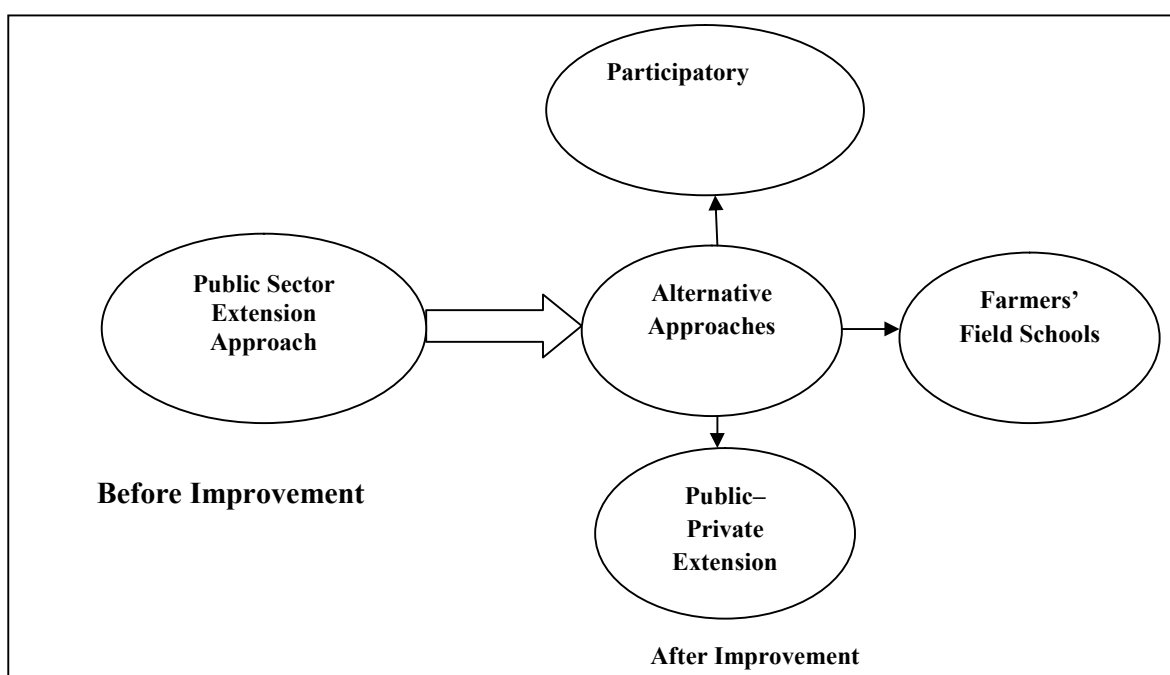 Participatory
Public Sector
Extension
Approach
Alternative
Approaches
Farmers’
Field Schools
Before Improvement
Public–
Private
Extension
After Improvement